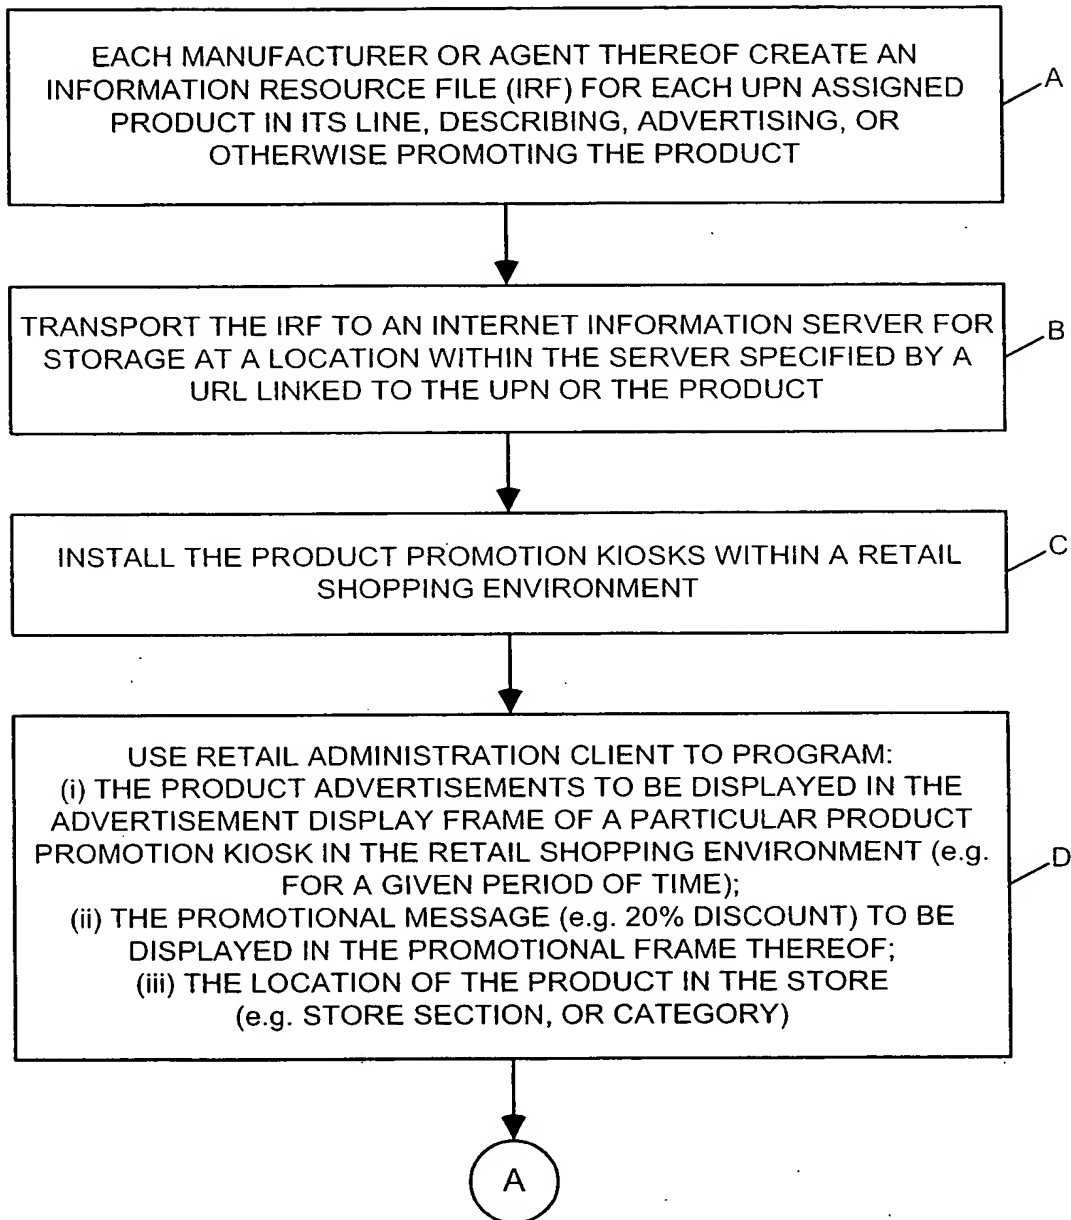 EACH MANUFACTURER OR AGENT THEREOF CREATE AN
INFORMATION RESOURCE FILE (IRF) FOR EACH UPN ASSIGNED
PRODUCT IN ITS LINE, DESCRIBING, ADVERTISING, OR
OTHERWISE PROMOTING THE PRODUCT
A
TRANSPORT THE IRF TO AN INTERNET INFORMATION SERVER FOR
STORAGE AT A LOCATION WITHIN THE SERVER SPECIFIED BY A
URL LINKED TO THE UPN OR THE PRODUCT
B
INSTALL THE PRODUCT PROMOTION KIOSKS WITHIN A RETAIL
SHOPPING ENVIRONMENT
C
USE RETAIL ADMINISTRATION CLIENT TO PROGRAM:
(i) THE PRODUCT ADVERTISEMENTS TO BE DISPLAYED IN THE
ADVERTISEMENT DISPLAY FRAME OF A PARTICULAR PRODUCT
PROMOTION KIOSK IN THE RETAIL SHOPPING ENVIRONMENT (e.g.
FOR A GIVEN PERIOD OF TIME);
(ii) THE PROMOTIONAL MESSAGE (e.g. 20% DISCOUNT) TO BE
DISPLAYED IN THE PROMOTIONAL FRAME THEREOF;
(iii) THE LOCATION OF THE PRODUCT IN THE STORE
(e.g. STORE SECTION, OR CATEGORY)
D
A